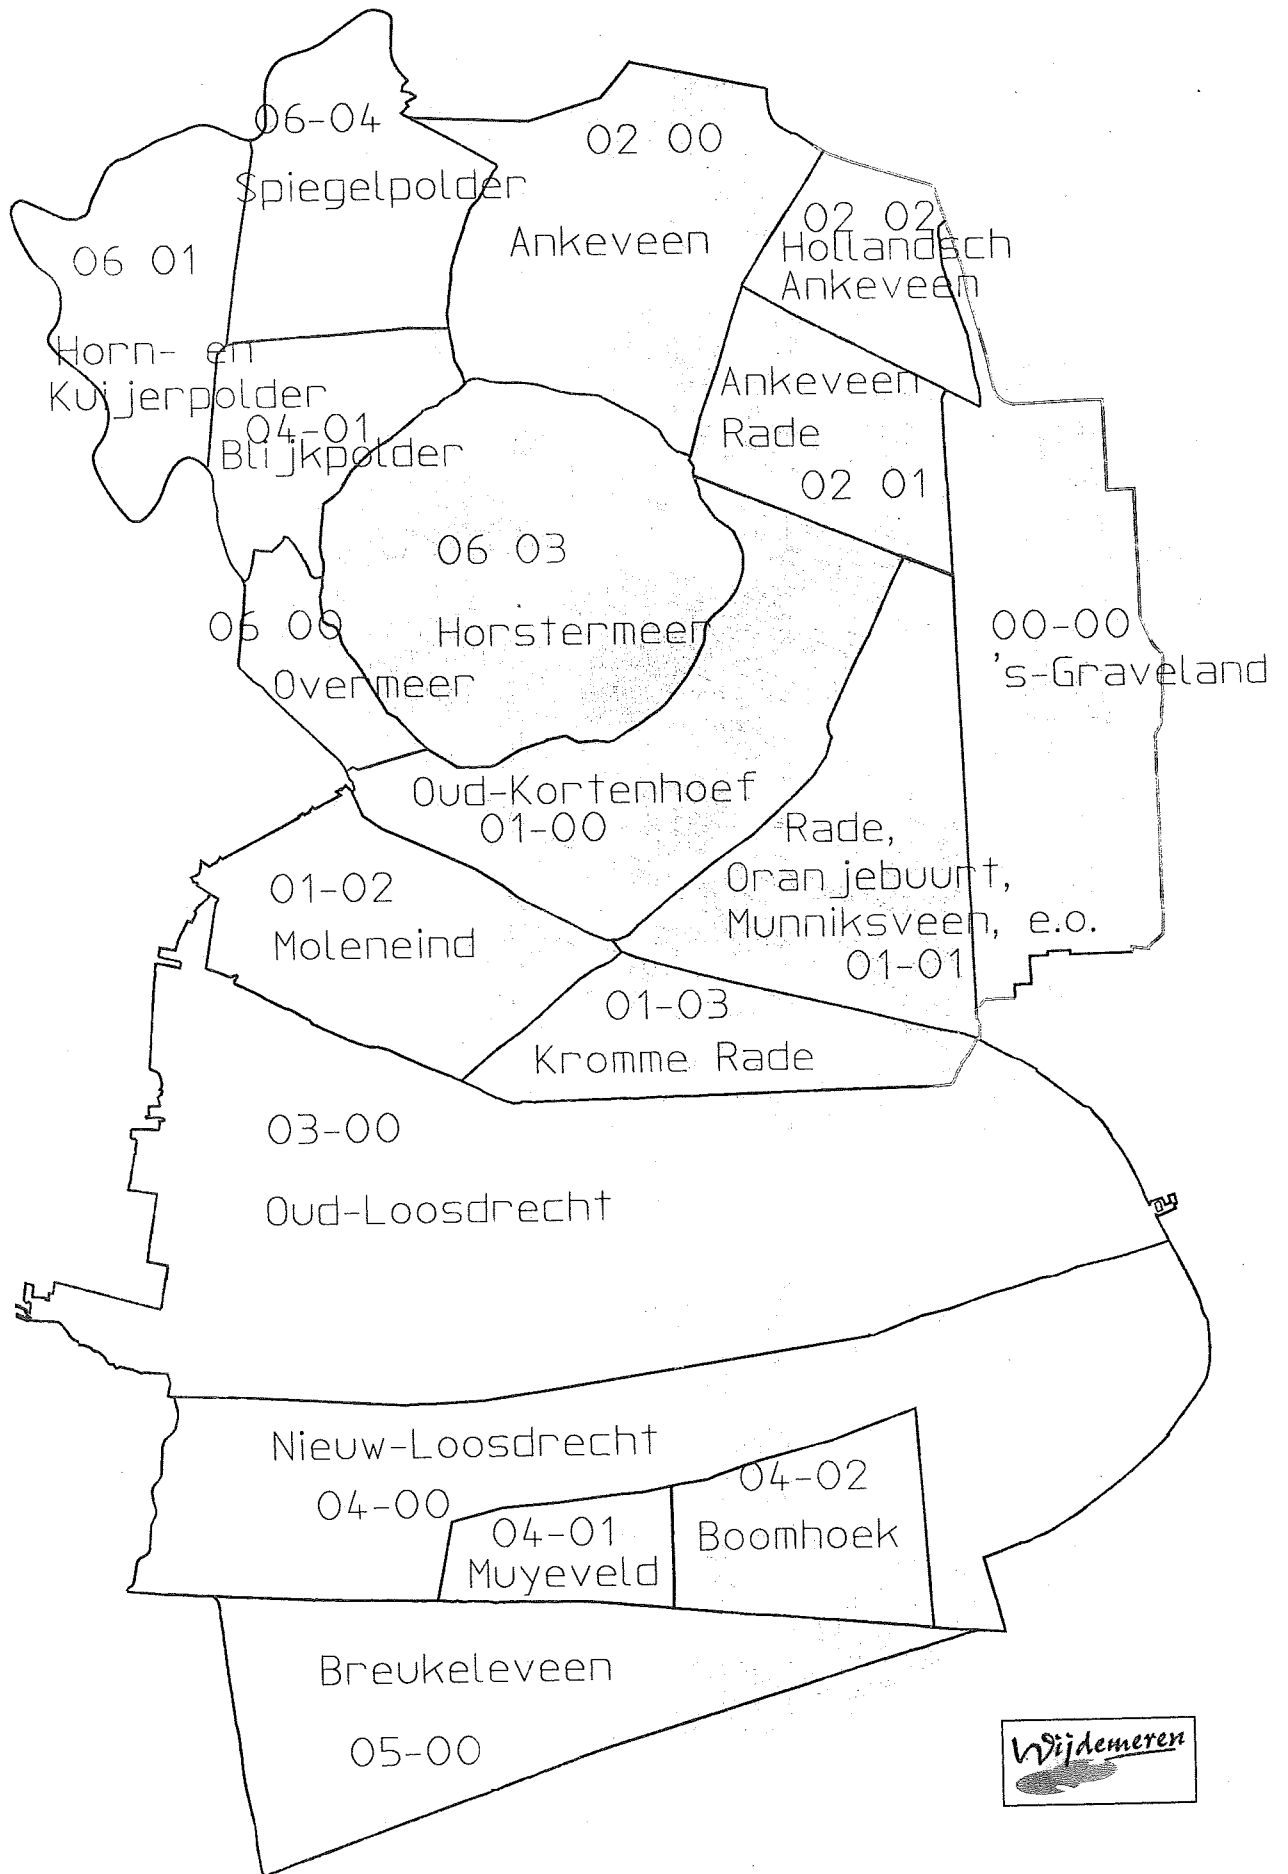 06-04
Spiegelpolder
02 00
Ankeveen
02 02
Hollandsch
Ankeveen
06 01
Horn- en
Kuijerpolder
04-01
Blijkpolder
Ankeveen
Rade
02 01
06 03
Horstermeer
06 00
Overmeer
00-00
's-Graveland
Oud-Kortenhoef
01-00
Rade,
Oranjebuurt,
Munniksveen, e.o.
01-01
01-02
Moleneind
01-03
Kromme Rade
03-00
Oud-Loosdrecht
Nieuw-Loosdrecht
04-00
04-01
Muyeveld
04-02
Boomhoek
Breukeleveen
05-00
Wijdemeren